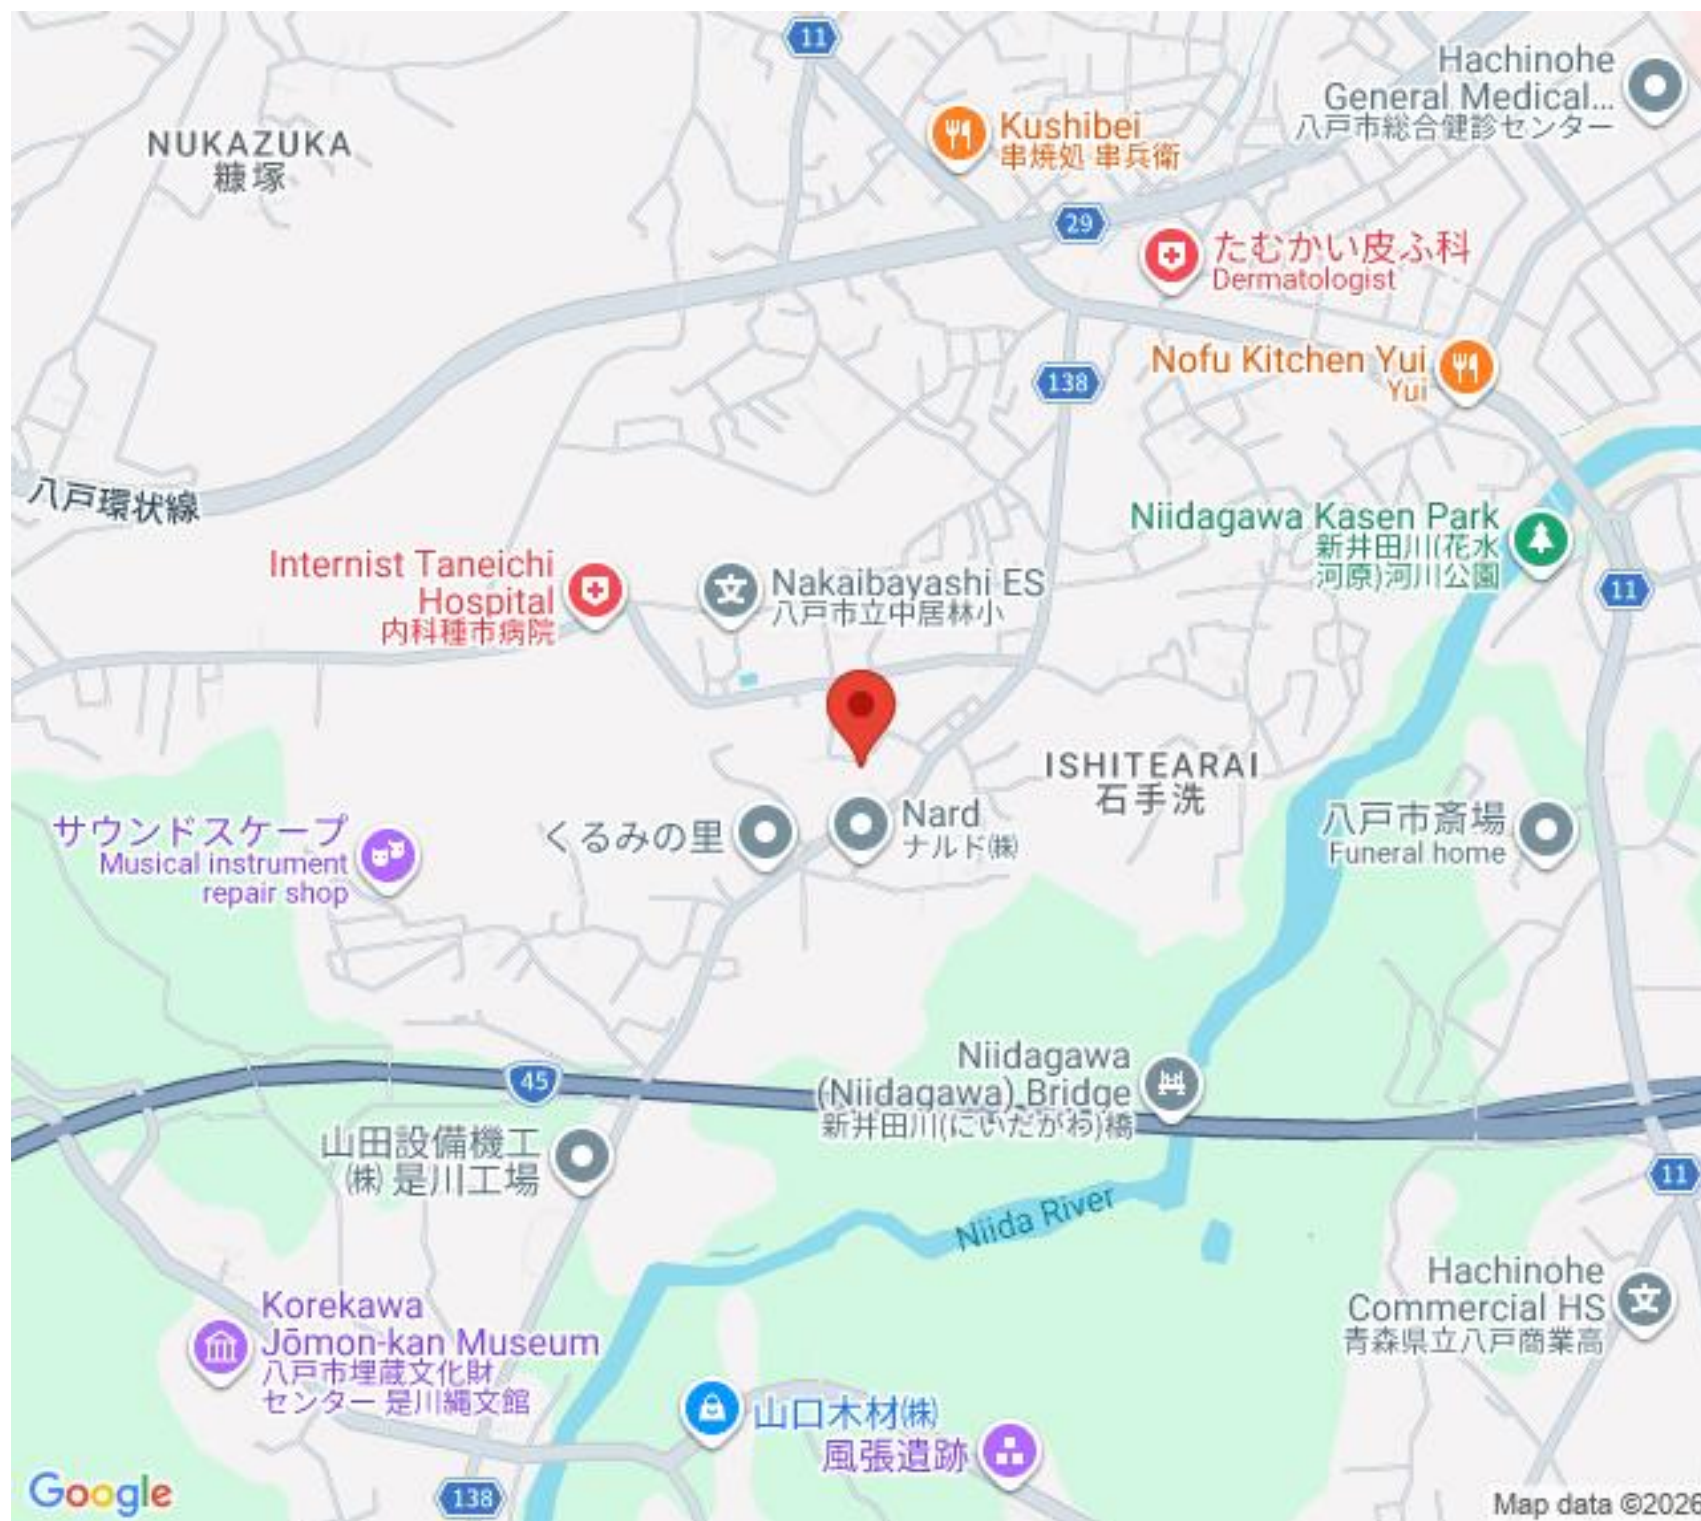 11
Hachinohe
General Medical...
八戸市総合健診センター
NUKAZUKA
糠塚
Kushibei
串焼処 串兵衛
29
たむかい皮ふ科
Dermatologist
Nofu Kitchen Yui
Yui
138
八戸環状線
Niidagawa Kasen Park
新井田川(花水
河原)河川公園
Internist Taneichi
Hospital
内科種市病院
Nakaibayashi ES
八戸市立中居林小
11
ISHITEARAI
石手洗
サウンドスケープ
Musical instrument
repair shop
くるみの里
Nard
ナルド㈱
八戸市斎場
Funeral home
Niidagawa
(Niidagawa) Bridge
新井田川(にいだがわ)橋
45
山田設備機工
㈱是川工場
11
Niida River
Hachinohe
Commercial HS
青森県立八戸商業高
Korekawa
Jōmon-kan Museum
八戸市埋蔵文化財
センター 是川縄文館
山口木材㈱
風張遺跡
138
Google
Map data ©2026